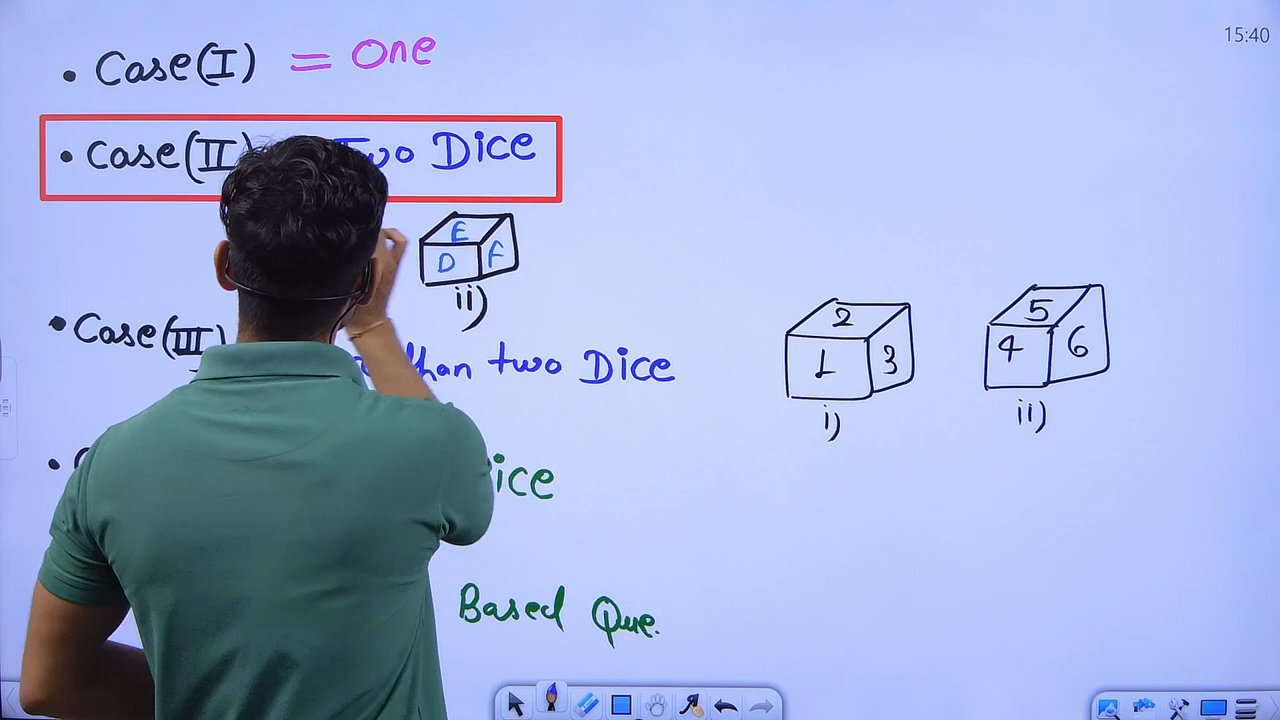 15:40
• Case(I) = One
• Case(II) Two Dice
E
D F
ii)
• Case(III)
than two Dice
2
1 3
i)
5
4 6
ii)
Based Que.